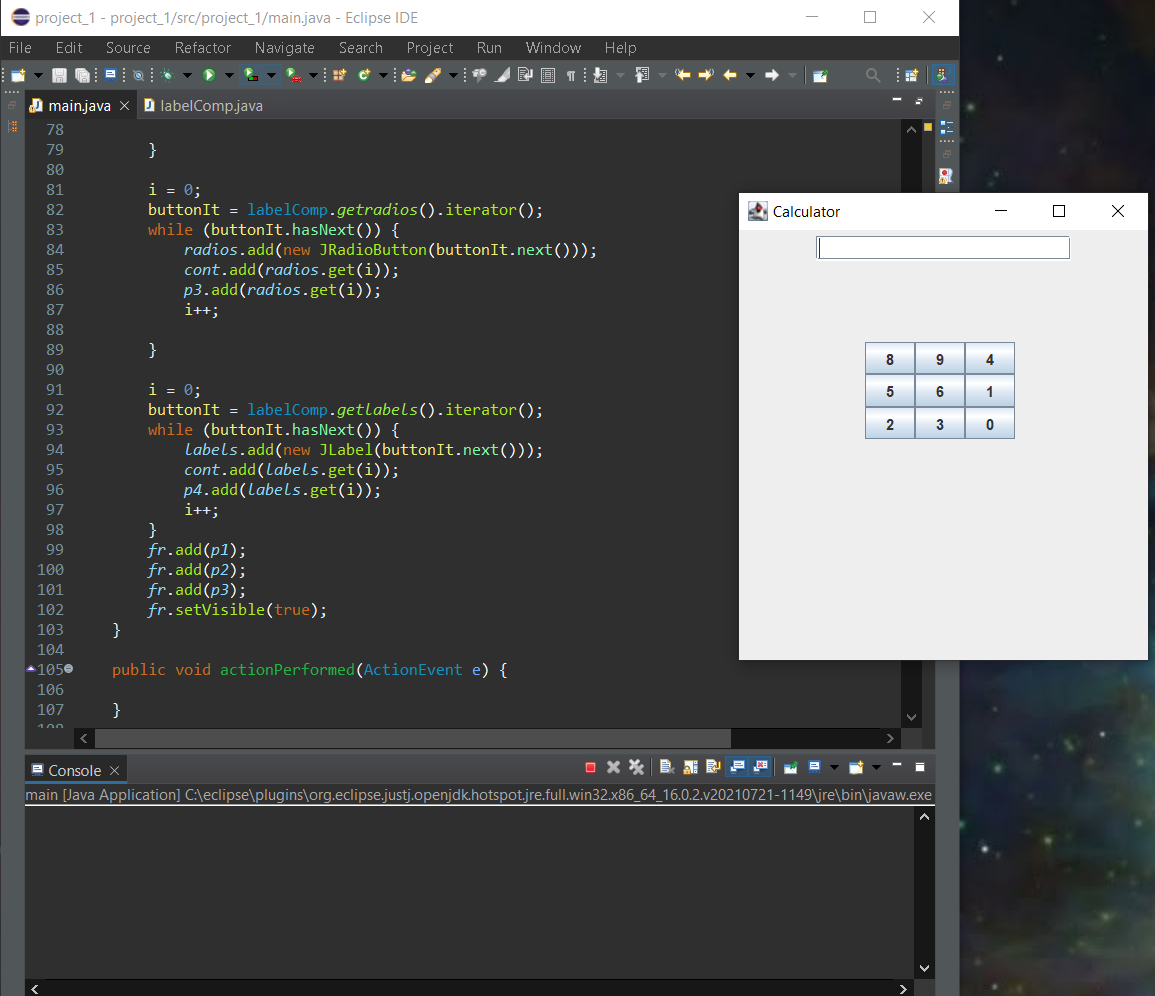 project_1 - project_1/src/project_1/main.java - Eclipse IDE
File Edit Source Refactor Navigate Search Project Run Window Help
main.java labelComp.java
78
79 }
80
81 i = 0;
82 buttonIt = labelComp.getradios().iterator();
83 while (buttonIt.hasNext()) {
84 radios.add(new JRadioButton(buttonIt.next()));
85 cont.add(radios.get(i));
86 p3.add(radios.get(i));
87 i++;
88
89 }
90
91 i = 0;
92 buttonIt = labelComp.getlabels().iterator();
93 while (buttonIt.hasNext()) {
94 labels.add(new JLabel(buttonIt.next()));
95 cont.add(labels.get(i));
96 p4.add(labels.get(i));
97 i++;
98 }
99 fr.add(p1);
100 fr.add(p2);
101 fr.add(p3);
102 fr.setVisible(true);
103 }
104
105 public void actionPerformed(ActionEvent e) {
106
107 }
Calculator
8 9 4
5 6 1
2 3 0
Console
main [Java Application] C:\eclipse\plugins\org.eclipse.justj.openjdk.hotspot.jre.full.win32.x86_64_16.0.2.v20210721-1149\jre\bin\javaw.exe